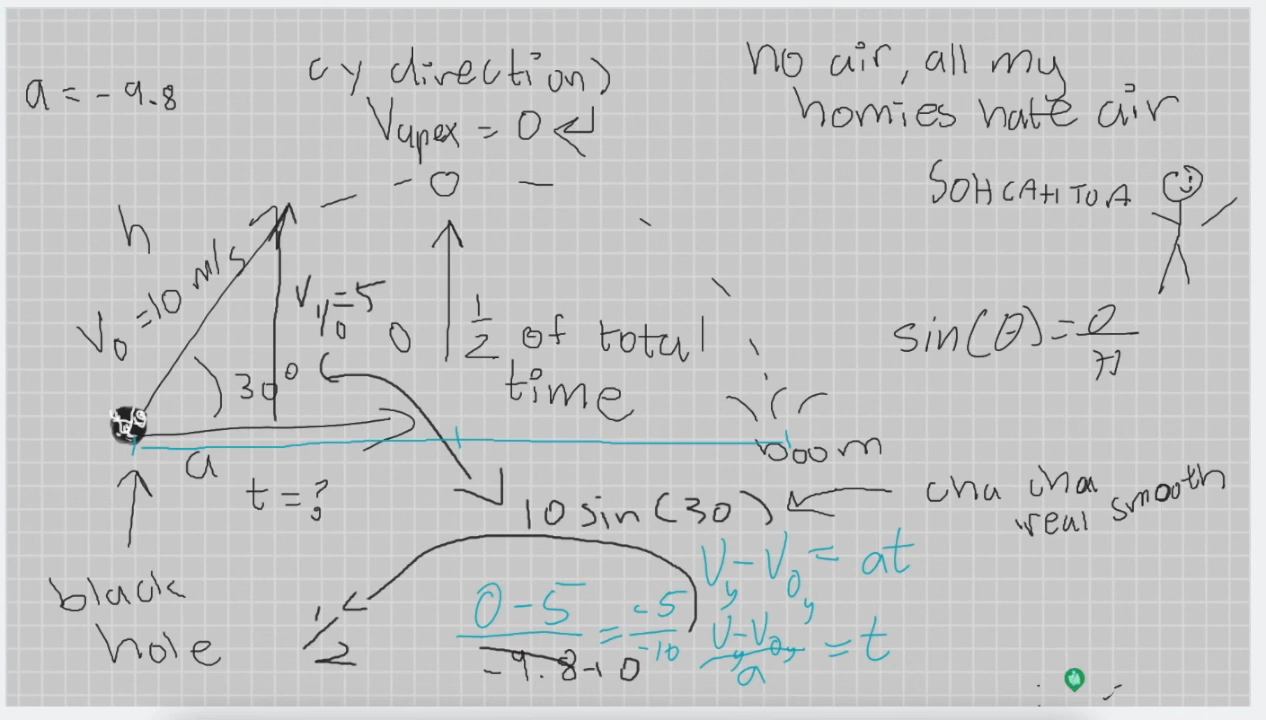 a = -9.8
(y direction)
Vapex = 0
no air, all my
homies hate air
SOHCAHTOA
h
V₀ = 10 m/s
Vy₀ = 5
o
1/2 of total
time
sin(θ) = o/H
30°
a
t = ?
booom
10 sin(30)
cha cha
real smooth
black
hole
1/2
(0 - 5)/(-9.8 -10) = -5/-10
Vy - V₀y = at
(Vy - V₀y)/a = t